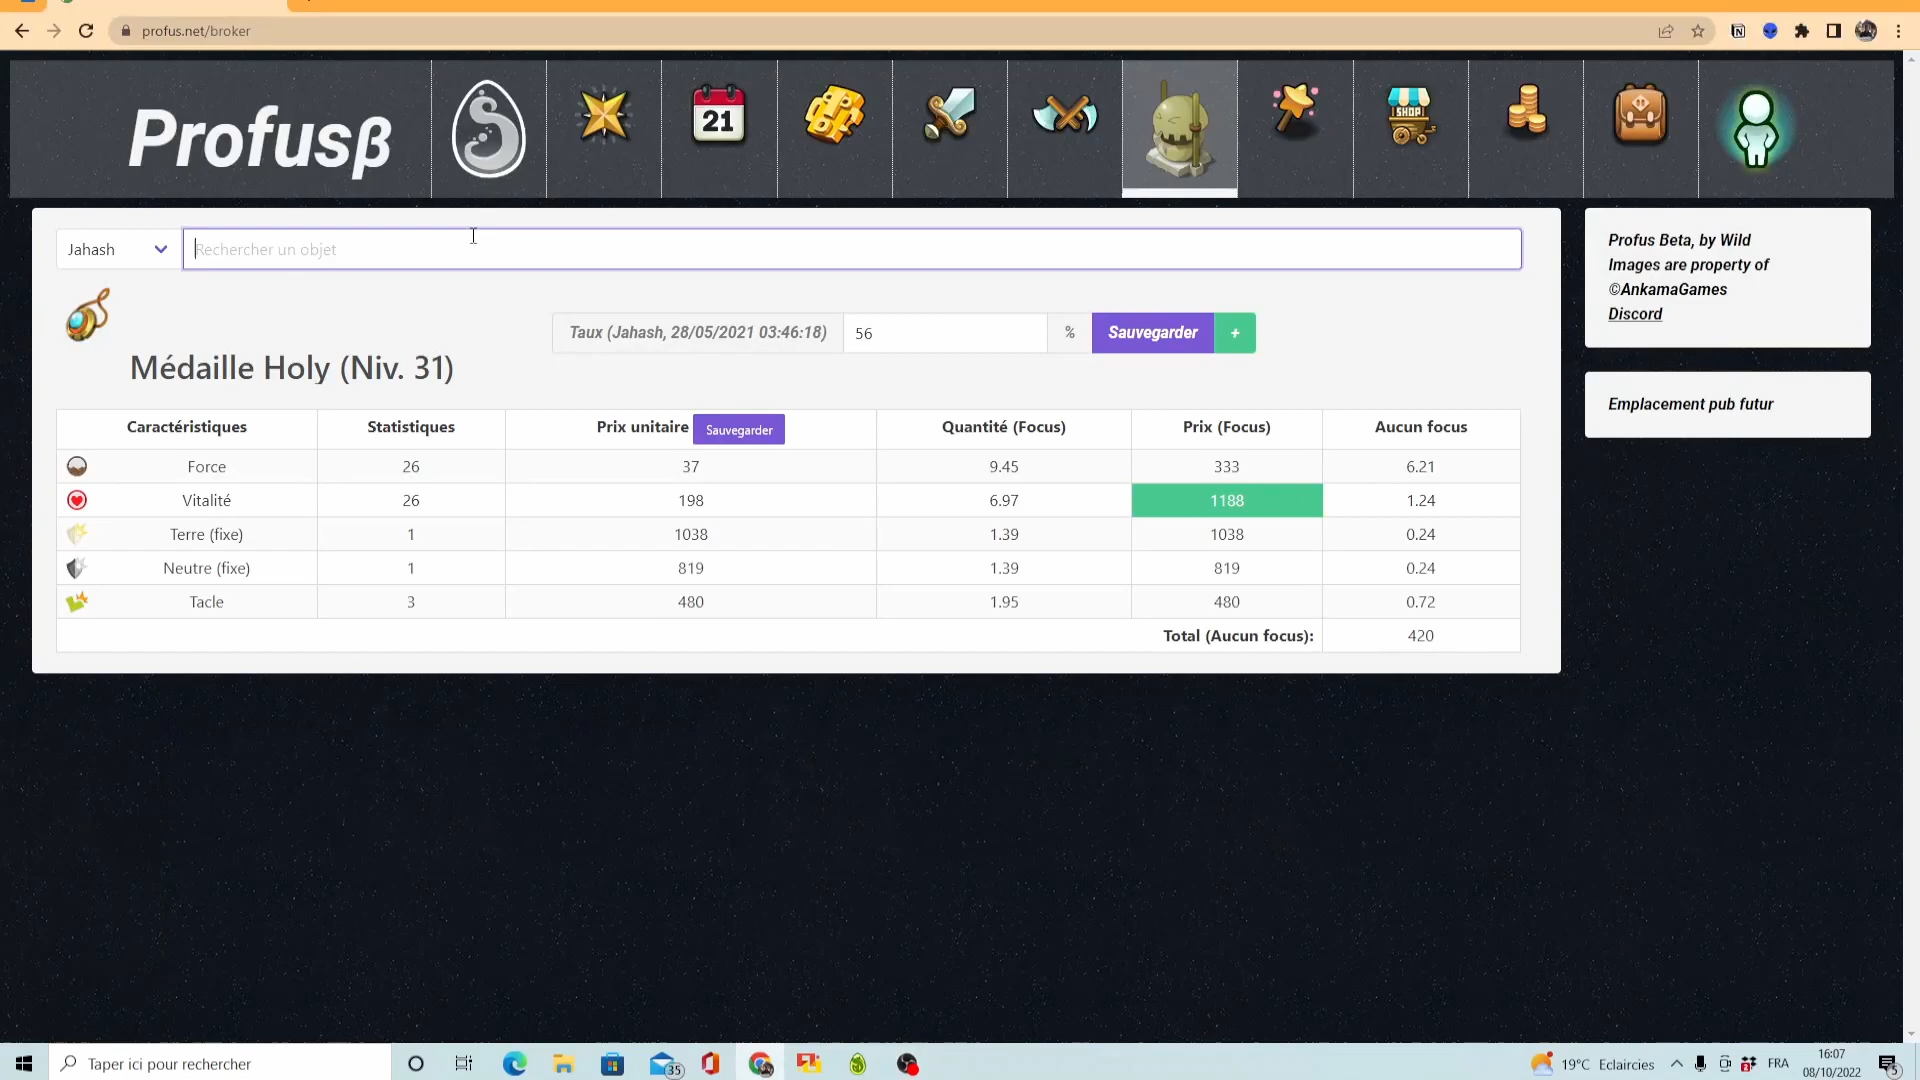 profus.net/broker
Profusβ
21
SHOP!
Jahash
Rechercher un objet
Profus Beta, by Wild
Images are property of
©AnkamaGames
Discord
Taux (Jahash, 28/05/2021 03:46:18)
56
%
Sauvegarder
+
Médaille Holy (Niv. 31)
Emplacement pub futur
Caractéristiques Statistiques Prix unitaire Sauvegarder Quantité (Focus) Prix (Focus) Aucun focus
Force 26 37 9.45 333 6.21
Vitalité 26 198 6.97 1188 1.24
Terre (fixe) 1 1038 1.39 1038 0.24
Neutre (fixe) 1 819 1.39 819 0.24
Tacle 3 480 1.95 480 0.72
Total (Aucun focus): 420
Taper ici pour rechercher
35
19°C Eclaircies
FRA
16:07
08/10/2022
5